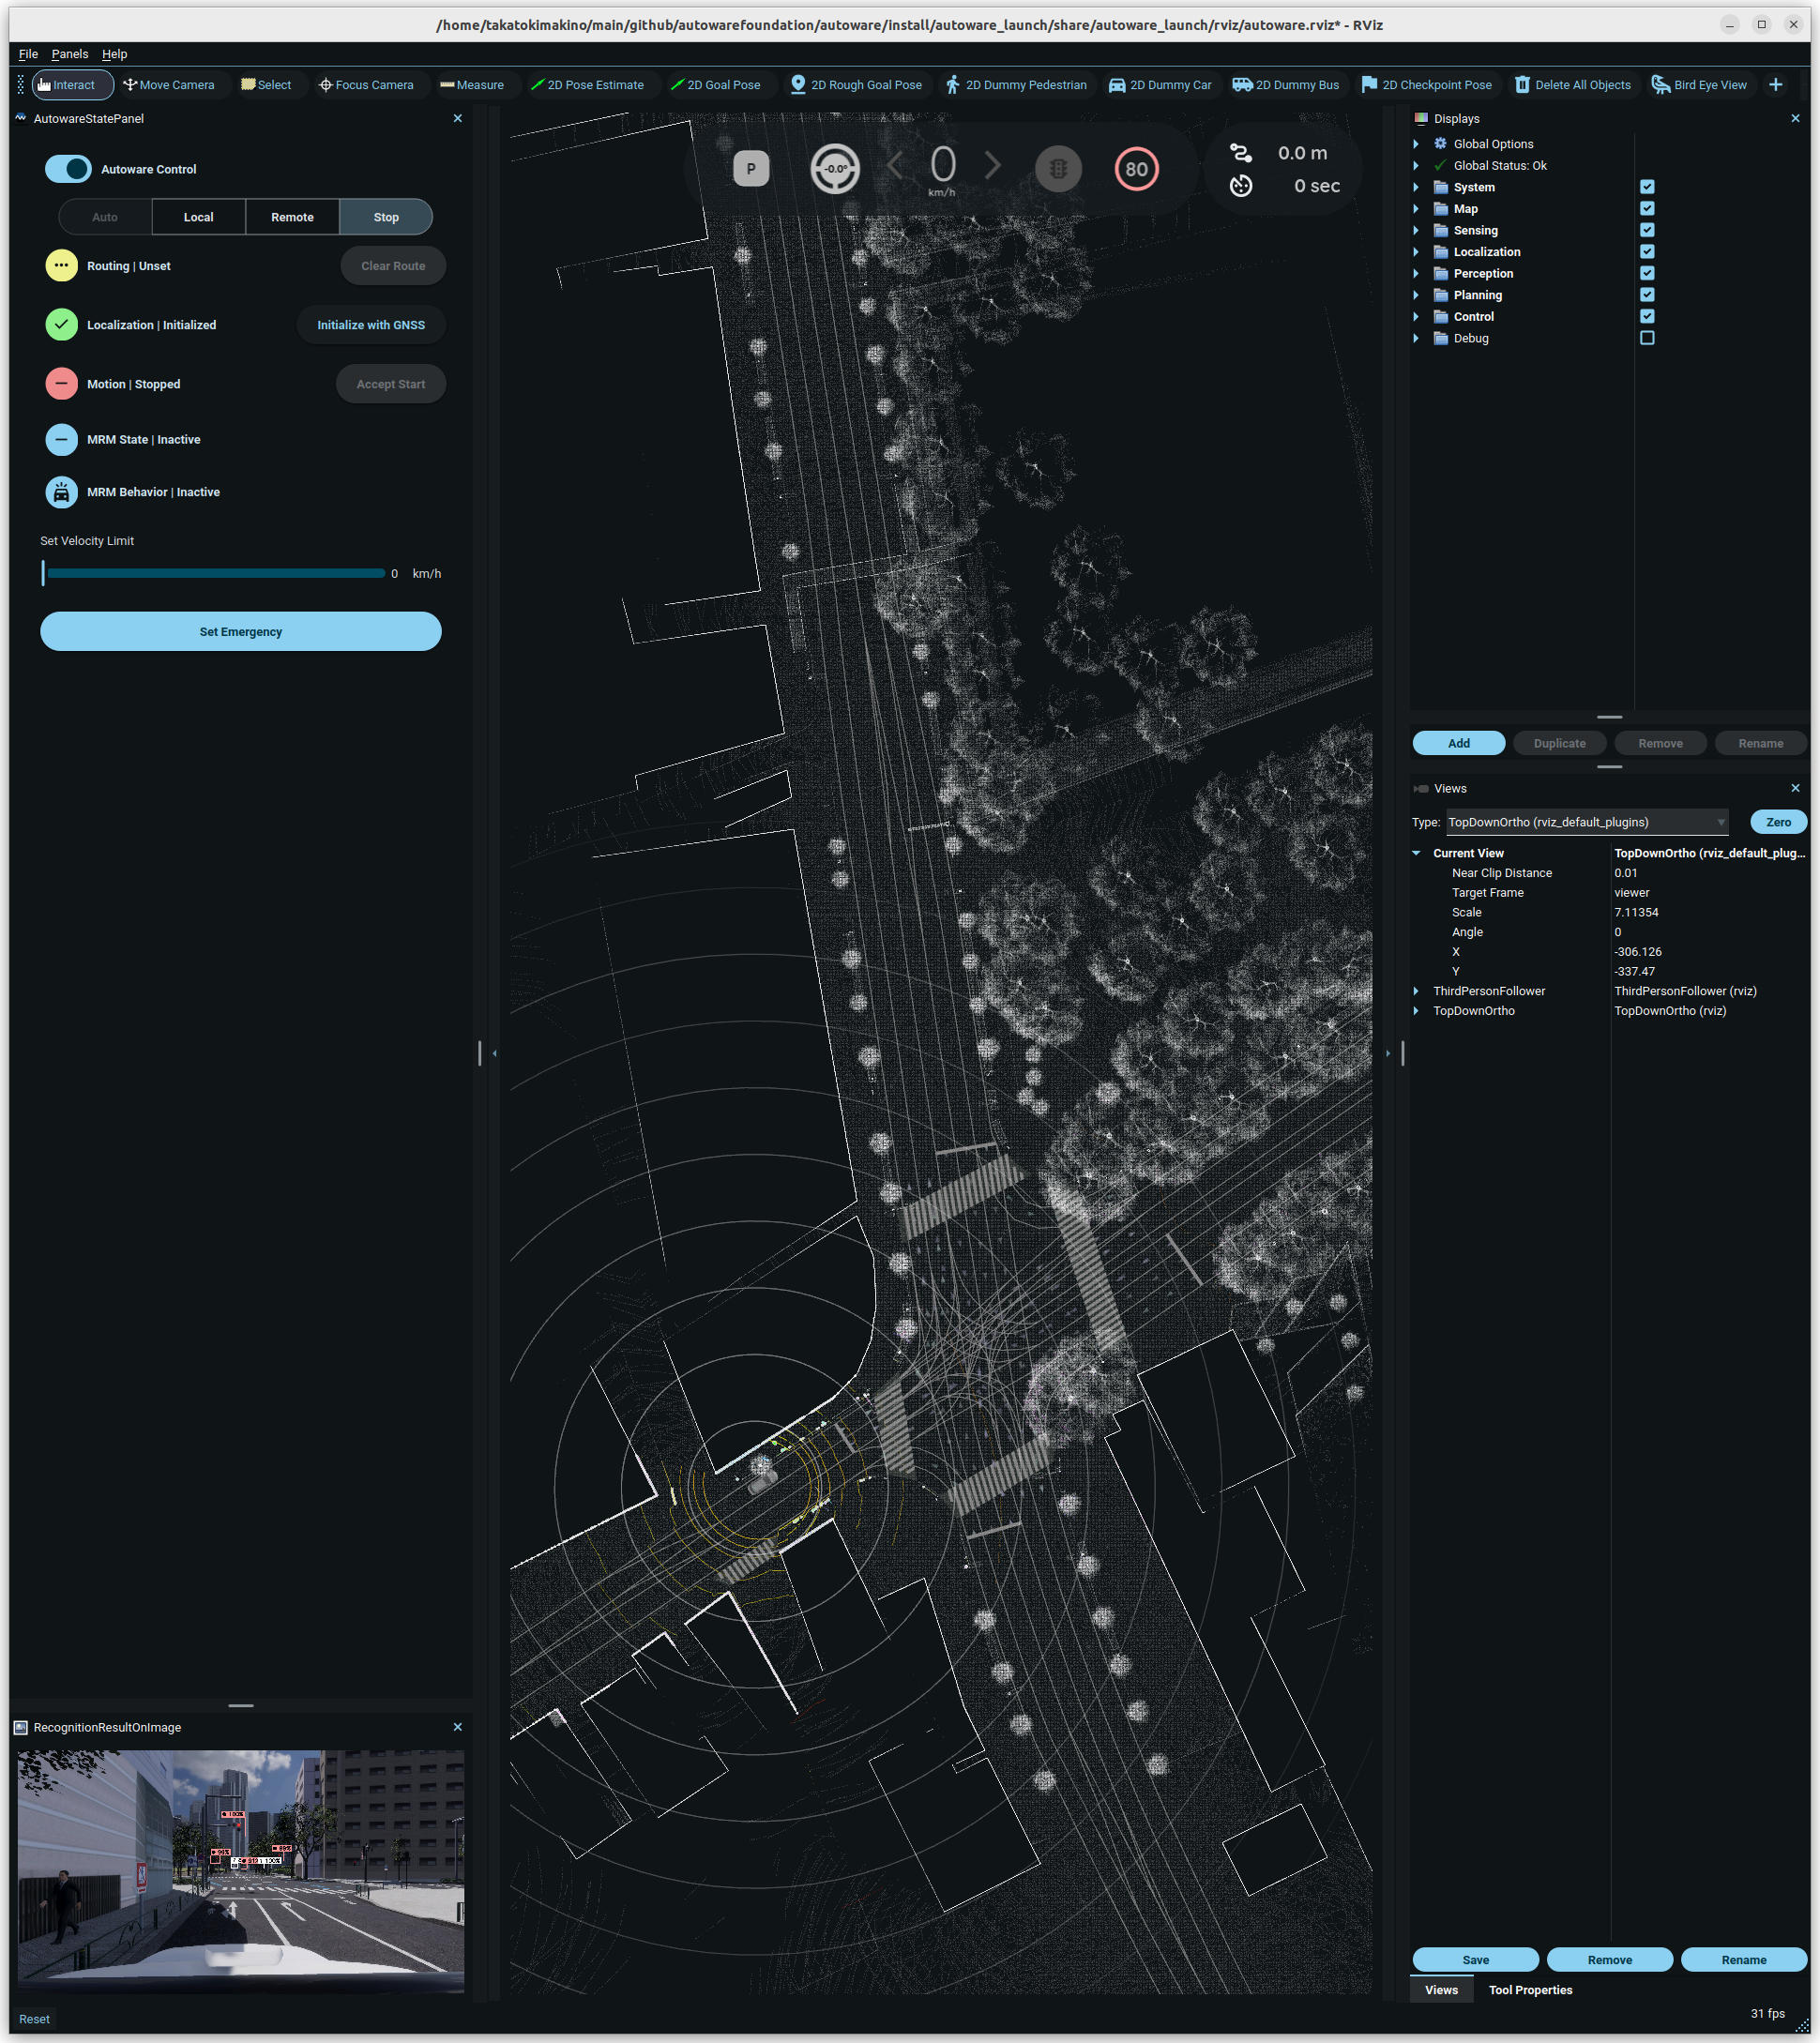 /home/takatokimakino/main/github/autowarefoundation/autoware/install/autoware_launch/share/autoware_launch/rviz/autoware.rviz* - RViz
File Panels Help
Interact Move Camera Select Focus Camera Measure 2D Pose Estimate 2D Goal Pose 2D Rough Goal Pose 2D Dummy Pedestrian 2D Dummy Car 2D Dummy Bus 2D Checkpoint Pose Delete All Objects Bird Eye View
AutowareStatePanel
Autoware Control
Auto Local Remote Stop
Routing | Unset Clear Route
Localization | Initialized Initialize with GNSS
Motion | Stopped Accept Start
MRM State | Inactive
MRM Behavior | Inactive
Set Velocity Limit
0 km/h
Set Emergency
RecognitionResultOnImage
100%
Reset
P -0.0° 0 80
km/h
0.0 m
0 sec
Displays
Global Options
Global Status: Ok
System
Map
Sensing
Localization
Perception
Planning
Control
Debug
Add Duplicate Remove Rename
Views
Type: TopDownOrtho (rviz_default_plugins) Zero
Current View TopDownOrtho (rviz_default_plug...
Near Clip Distance 0.01
Target Frame viewer
Scale 7.11354
Angle 0
X -306.126
Y -337.47
ThirdPersonFollower ThirdPersonFollower (rviz)
TopDownOrtho TopDownOrtho (rviz)
Save Remove Rename
Views Tool Properties
31 fps